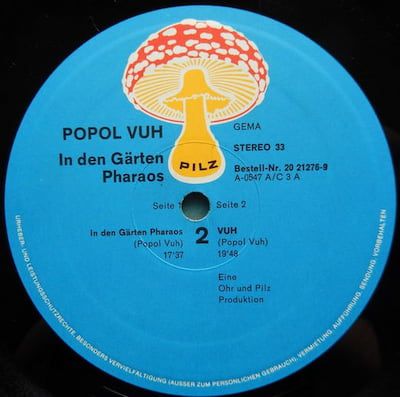 POPOL VUH
In den Gärten
Pharaos
PILZ
GEMA
STEREO 33
Bestell-Nr. 20 21276-9
A-0947 A/C 3 A
Seite 1
Seite 2
In den Gärten Pharaos
(Popol Vuh)
17'37
2
VUH
(Popol Vuh)
19'48
Eine
Ohr und Pilz
Produktion
URHEBER- UND LEISTUNGSSCHUTZRECHTE, BESONDERS VERVIELFÄLTIGUNG (AUSSER ZUM PERSÖNLICHEN GEBRAUCH), VERMIETUNG, AUFFÜHRUNG, SENDUNG, VORBEHALTEN